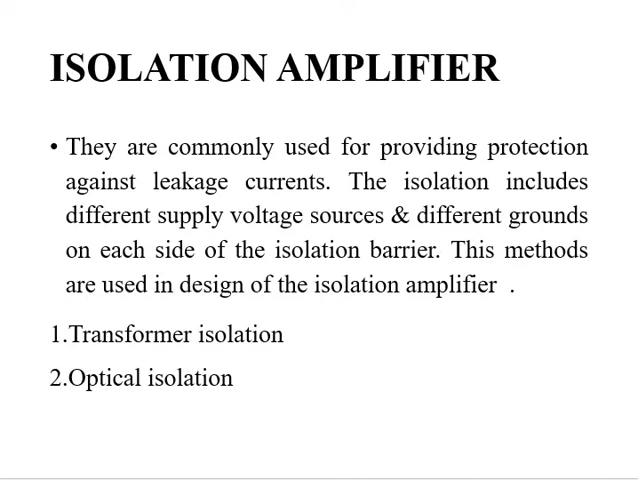 ISOLATION AMPLIFIER
• They are commonly used for providing protection
against leakage currents. The isolation includes
different supply voltage sources & different grounds
on each side of the isolation barrier. This methods
are used in design of the isolation amplifier .
1.Transformer isolation
2.Optical isolation